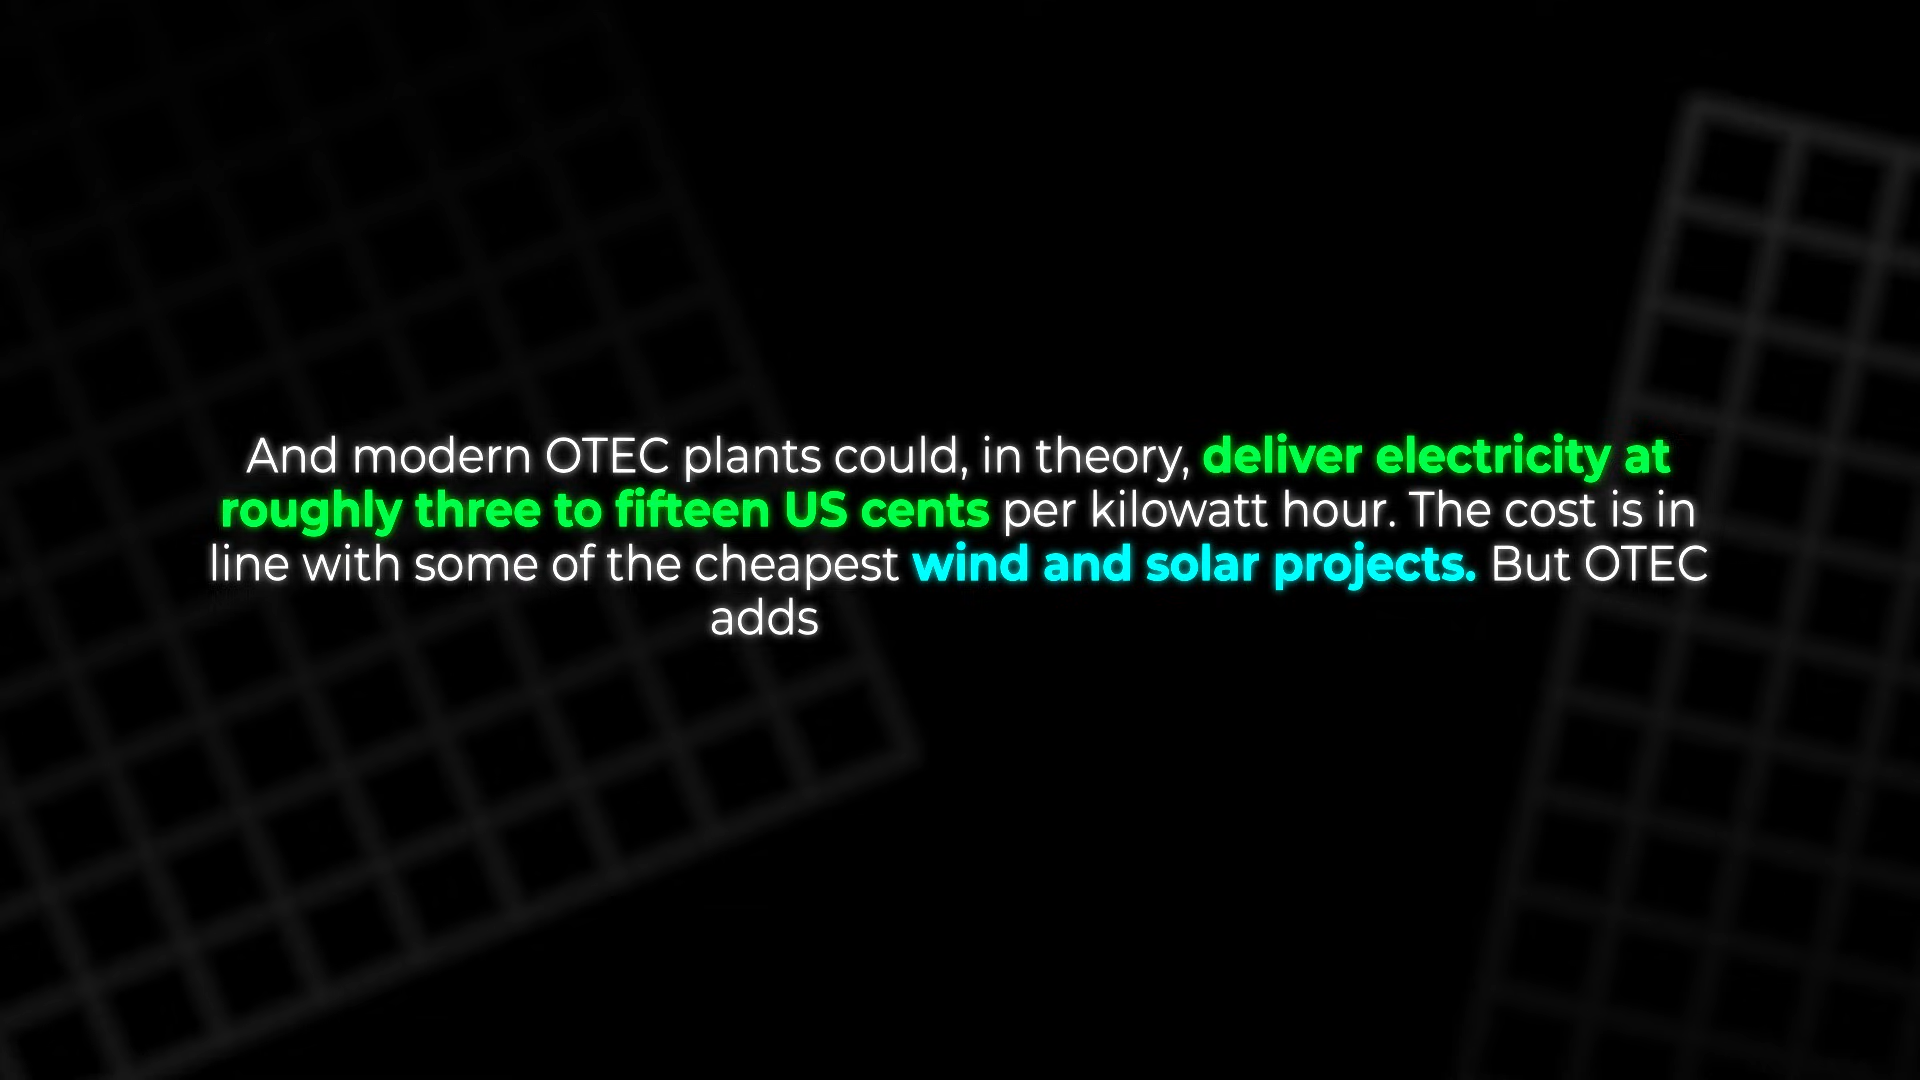 And modern OTEC plants could, in theory, deliver electricity at
roughly three to fifteen US cents per kilowatt hour. The cost is in
line with some of the cheapest wind and solar projects. But OTEC
adds